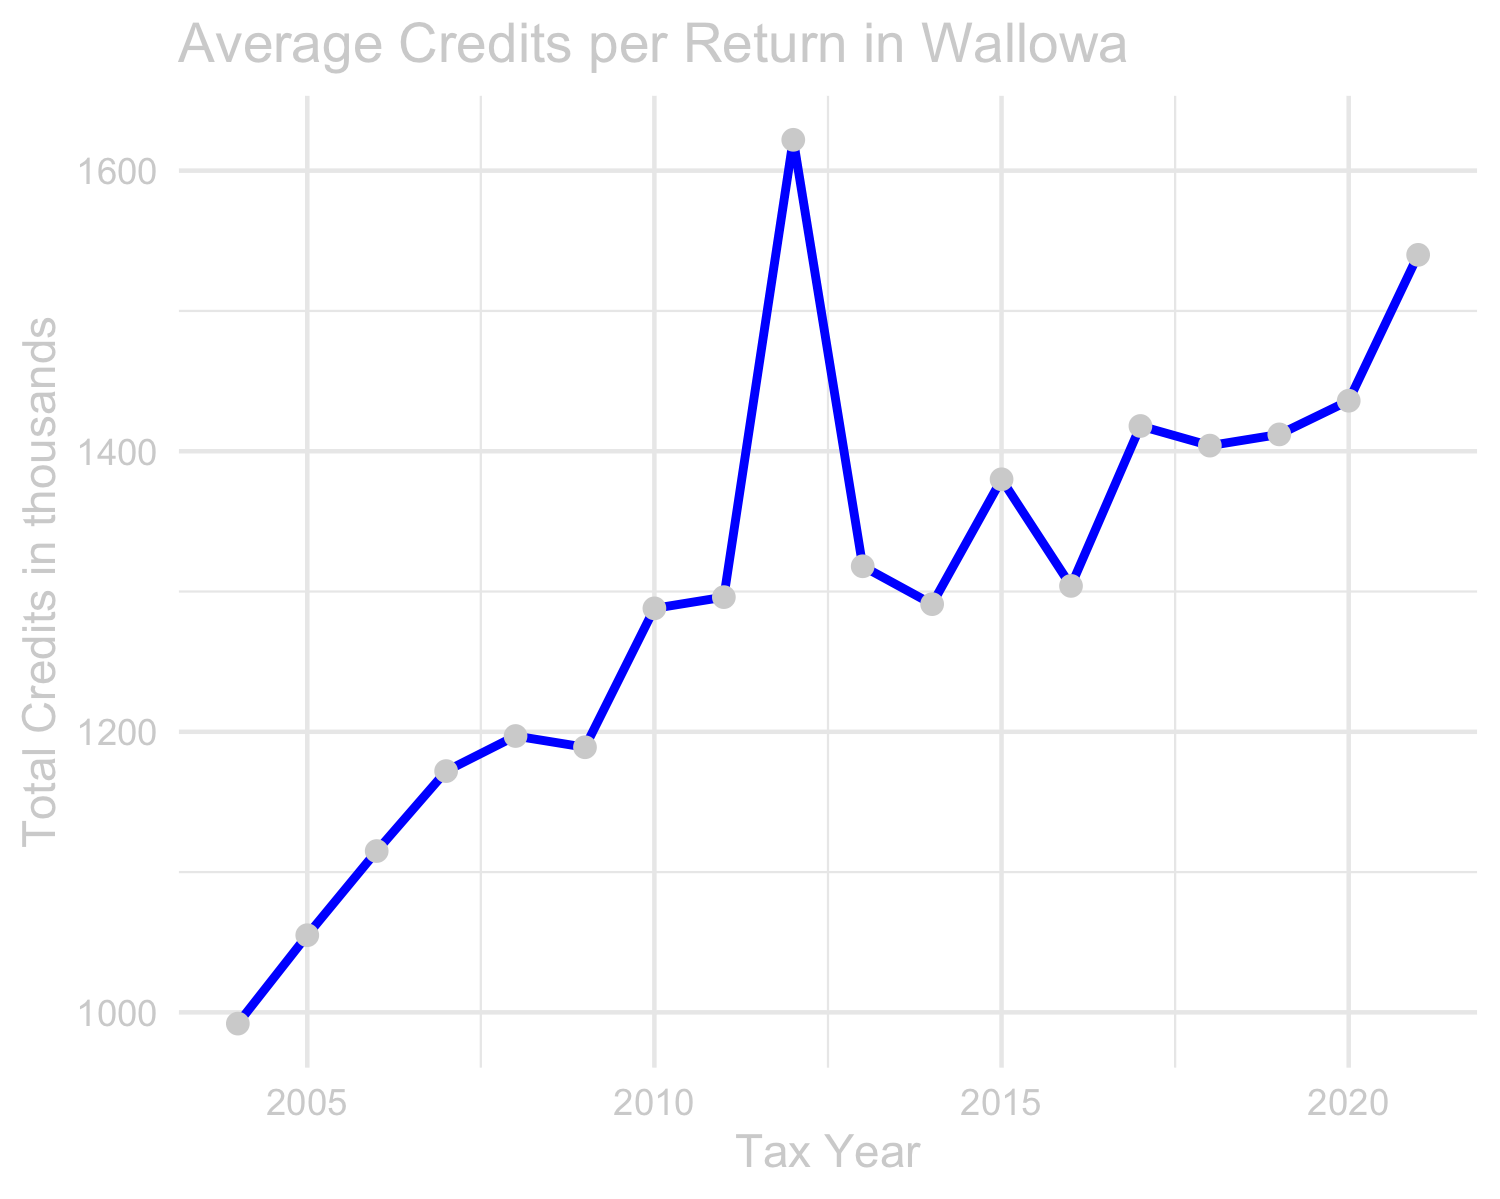 Average Credits per Return in Wallowa
Total Credits in thousands
1600
1400
1200
1000
2005
2010
2015
2020
Tax Year